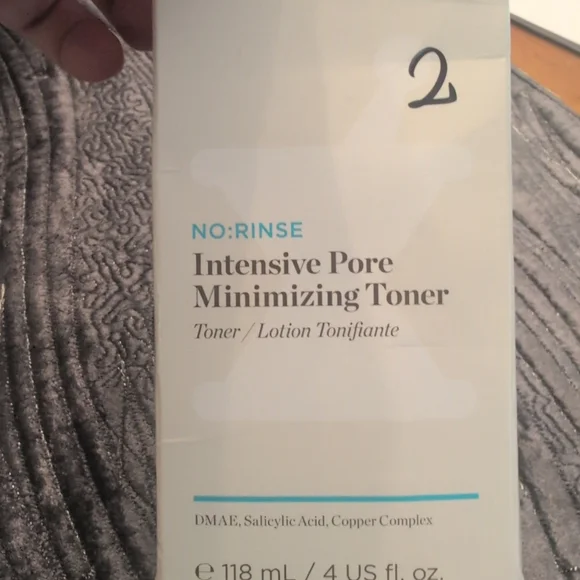 2
NO:RINSE
Intensive Pore
Minimizing Toner
Toner / Lotion Tonifiante
DMAE, Salicylic Acid, Copper Complex
℮ 118 mL / 4 US fl. oz.